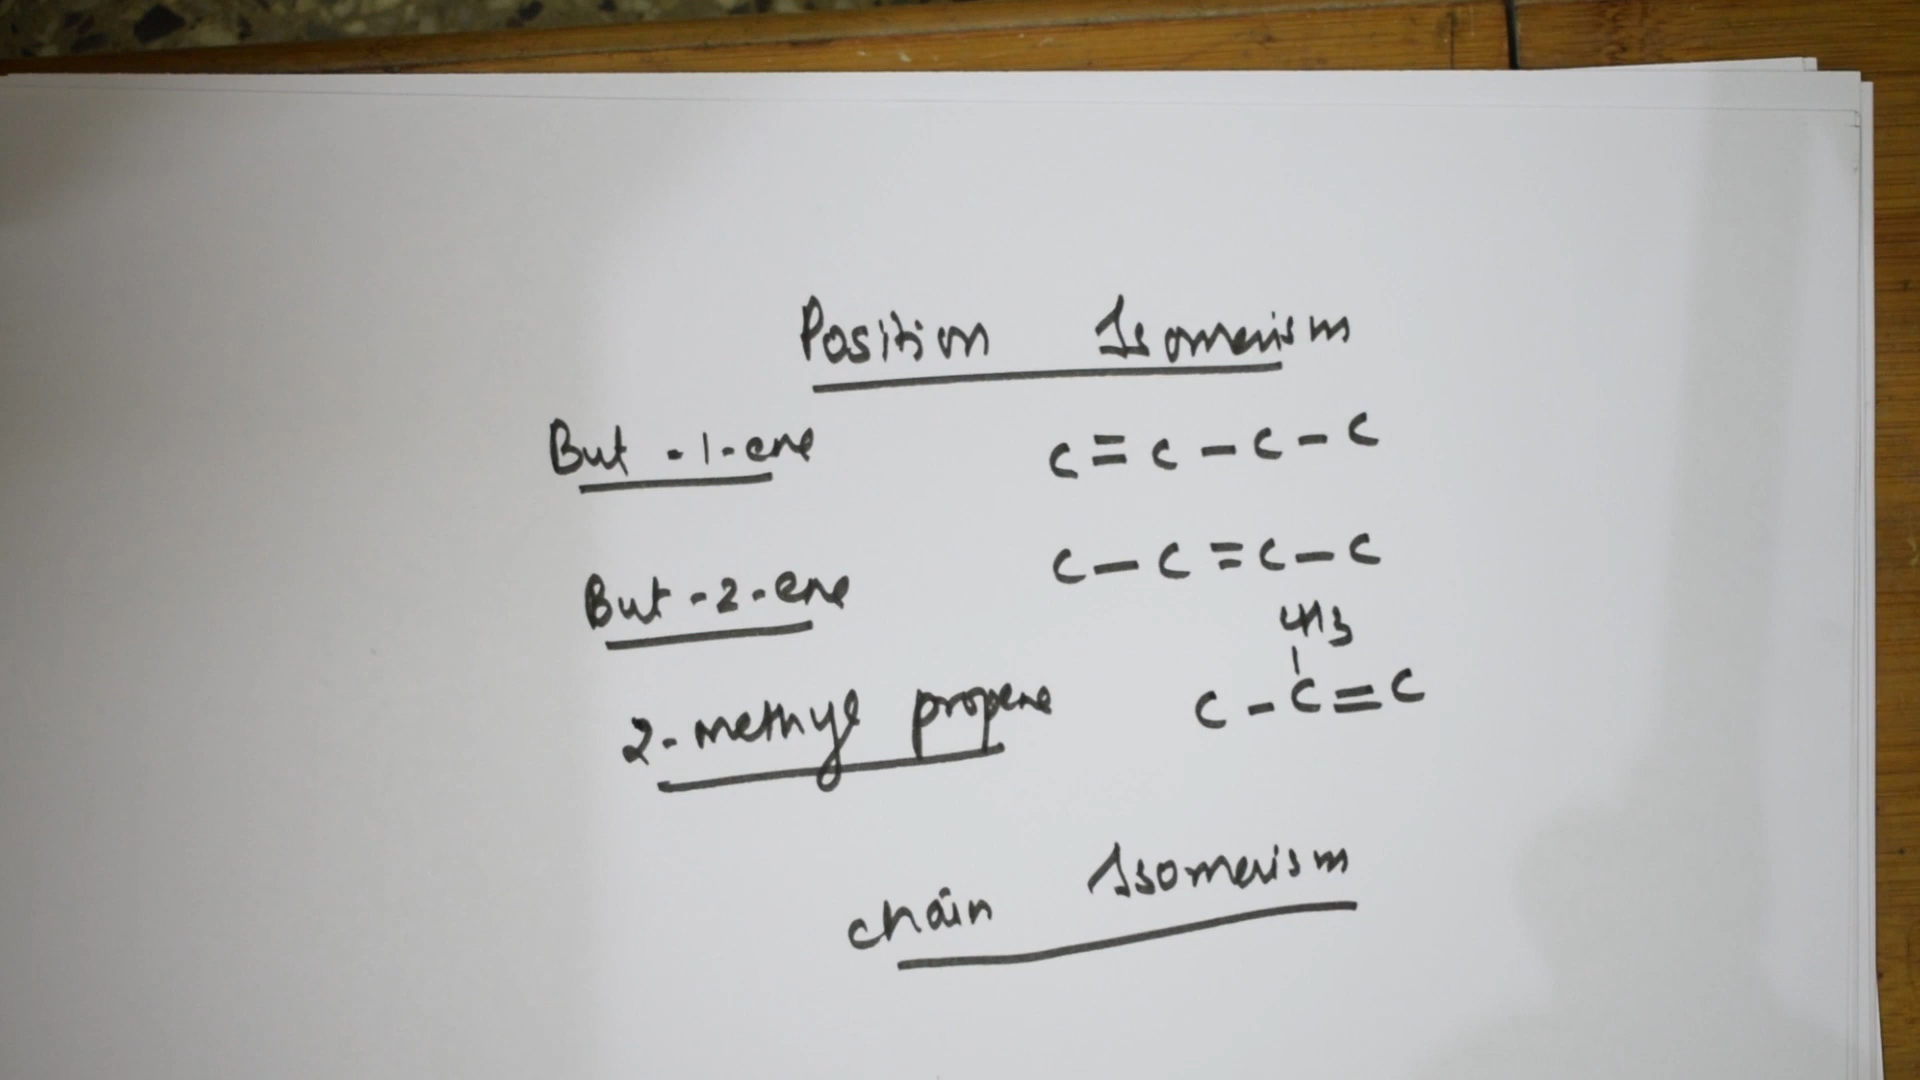 Position Isomerism
But-1-ene C=C-C-C
But-2-ene C-C=C-C
CH3
2-methyl propene C-C=C
chain Isomerism